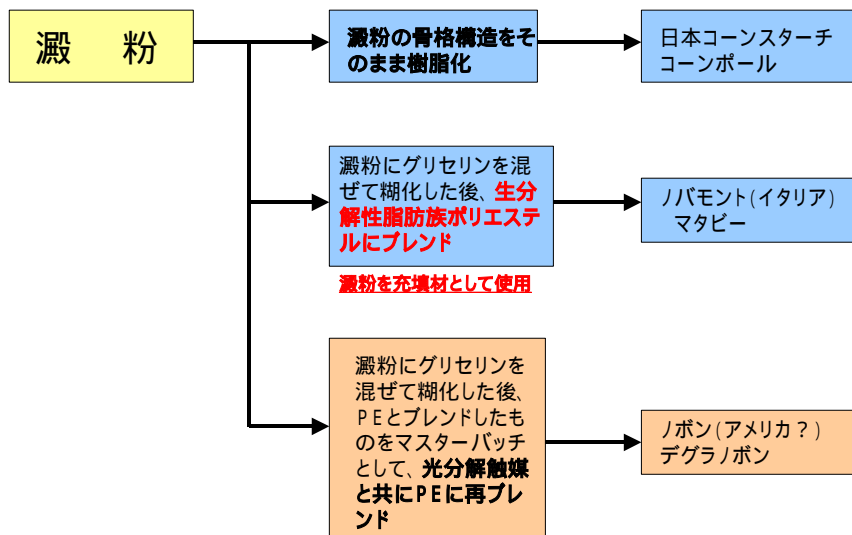 澱　粉
澱粉の骨格構造をそ
のまま樹脂化
日本コーンスターチ
コーンポール
澱粉にグリセリンを混
ぜて糊化した後、生分
解性脂肪族ポリエステ
ルにブレンド
ノバモント(イタリア)
マタビー
澱粉を充填材として使用
澱粉にグリセリンを
混ぜて糊化した後、
PEとブレンドしたも
のをマスターバッチ
として、光分解触媒
と共にPEに再ブレ
ンド
ノボン(アメリカ？)
デグラノボン